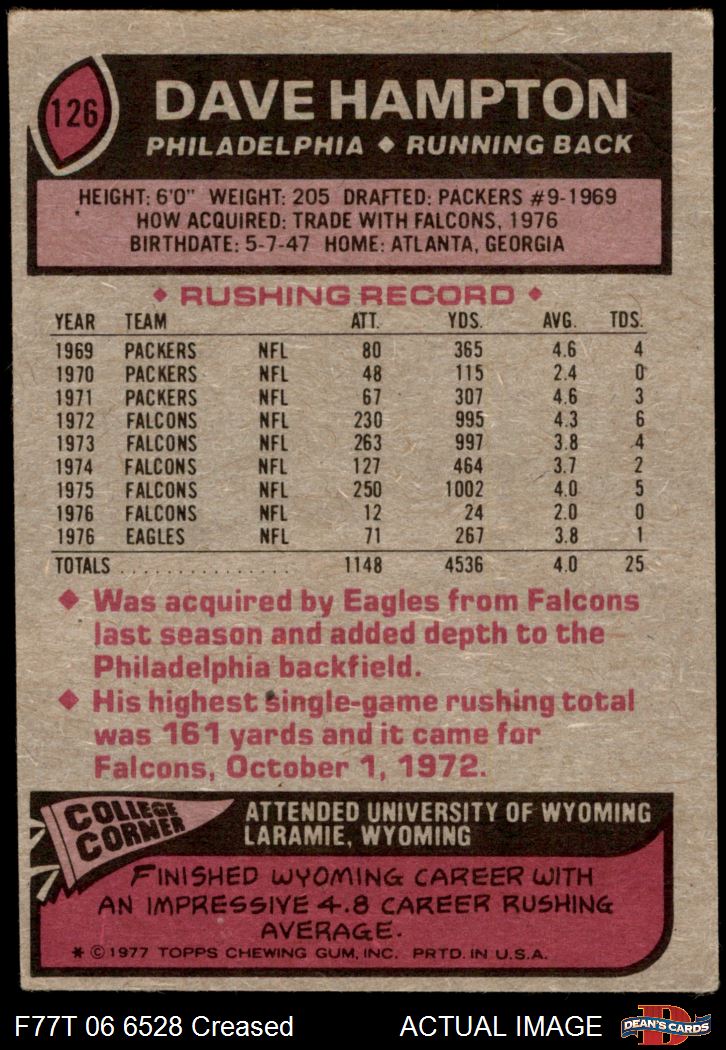 126
DAVE HAMPTON
PHILADELPHIA ◆ RUNNING BACK
HEIGHT: 6'0" WEIGHT: 205 DRAFTED: PACKERS #9-1969
HOW ACQUIRED: TRADE WITH FALCONS, 1976
BIRTHDATE: 5-7-47 HOME: ATLANTA, GEORGIA
◆ RUSHING RECORD ◆
YEAR TEAM ATT. YDS. AVG. TDS.
1969 PACKERS NFL 80 365 4.6 4
1970 PACKERS NFL 48 115 2.4 0
1971 PACKERS NFL 67 307 4.6 3
1972 FALCONS NFL 230 995 4.3 6
1973 FALCONS NFL 263 997 3.8 4
1974 FALCONS NFL 127 464 3.7 2
1975 FALCONS NFL 250 1002 4.0 5
1976 FALCONS NFL 12 24 2.0 0
1976 EAGLES NFL 71 267 3.8 1
TOTALS . . . . . . . . . . . . . . . . 1148 4536 4.0 25
◆ Was acquired by Eagles from Falcons
last season and added depth to the
Philadelphia backfield.
◆ His highest single-game rushing total
was 161 yards and it came for
Falcons, October 1, 1972.
COLLEGE
CORNER
ATTENDED UNIVERSITY OF WYOMING
LARAMIE, WYOMING
FINISHED WYOMING CAREER WITH
AN IMPRESSIVE 4.8 CAREER RUSHING
AVERAGE.
* © 1977 TOPPS CHEWING GUM, INC. PRTD. IN U.S.A.
F77T 06 6528 Creased
ACTUAL IMAGE
D
DEAN'S CARDS